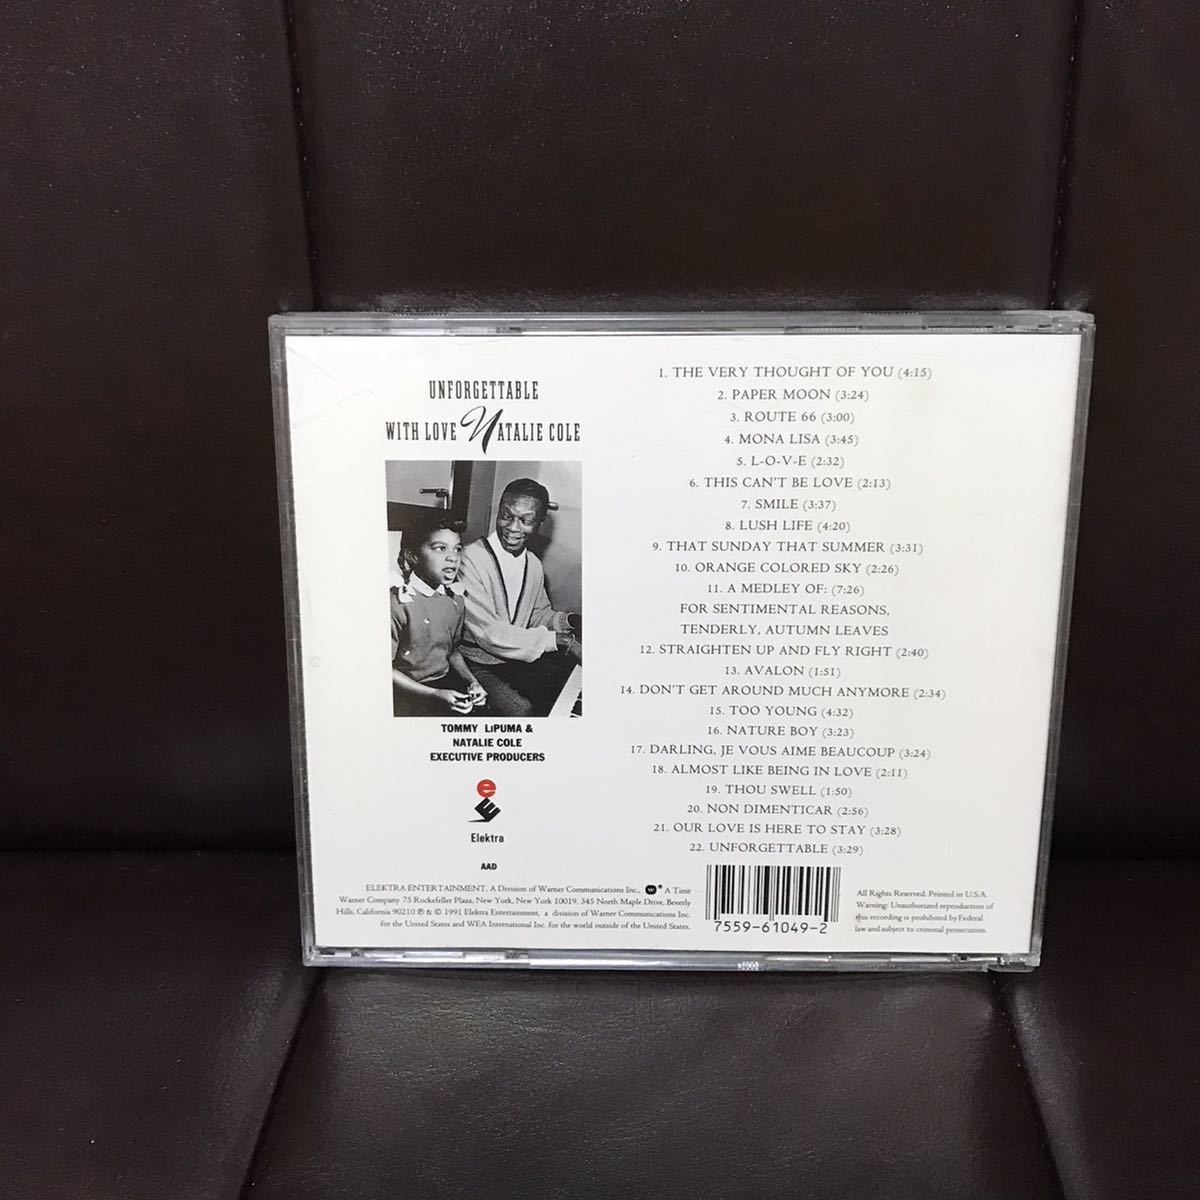 UNFORGETTABLE
WITH LOVE NATALIE COLE
TOMMY LiPUMA &
NATALIE COLE
EXECUTIVE PRODUCERS
e
E
Elektra
AAD
1. THE VERY THOUGHT OF YOU (4:15)
2. PAPER MOON (3:24)
3. ROUTE 66 (3:00)
4. MONA LISA (3:45)
5. L-O-V-E (2:32)
6. THIS CAN'T BE LOVE (2:13)
7. SMILE (3:37)
8. LUSH LIFE (4:20)
9. THAT SUNDAY THAT SUMMER (3:31)
10. ORANGE COLORED SKY (2:26)
11. A MEDLEY OF: (7:26)
FOR SENTIMENTAL REASONS,
TENDERLY, AUTUMN LEAVES
12. STRAIGHTEN UP AND FLY RIGHT (2:40)
13. AVALON (1:51)
14. DON'T GET AROUND MUCH ANYMORE (2:34)
15. TOO YOUNG (4:32)
16. NATURE BOY (3:23)
17. DARLING, JE VOUS AIME BEAUCOUP (3:24)
18. ALMOST LIKE BEING IN LOVE (2:11)
19. THOU SWELL (1:50)
20. NON DIMENTICAR (2:56)
21. OUR LOVE IS HERE TO STAY (3:28)
22. UNFORGETTABLE (3:29)
ELEKTRA ENTERTAINMENT, A Division of Warner Communications Inc., W ® A Time
Warner Company 75 Rockefeller Plaza, New York, New York 10019. 345 North Maple Drive, Beverly
Hills, California 90210 ℗ & © 1991 Elektra Entertainment, a division of Warner Communications Inc.
for the United States and WEA International Inc. for the world outside of the United States.
7559-61049-2
All Rights Reserved. Printed in U.S.A.
Warning: Unauthorized reproduction of
this recording is prohibited by Federal
law and subject to criminal prosecution.